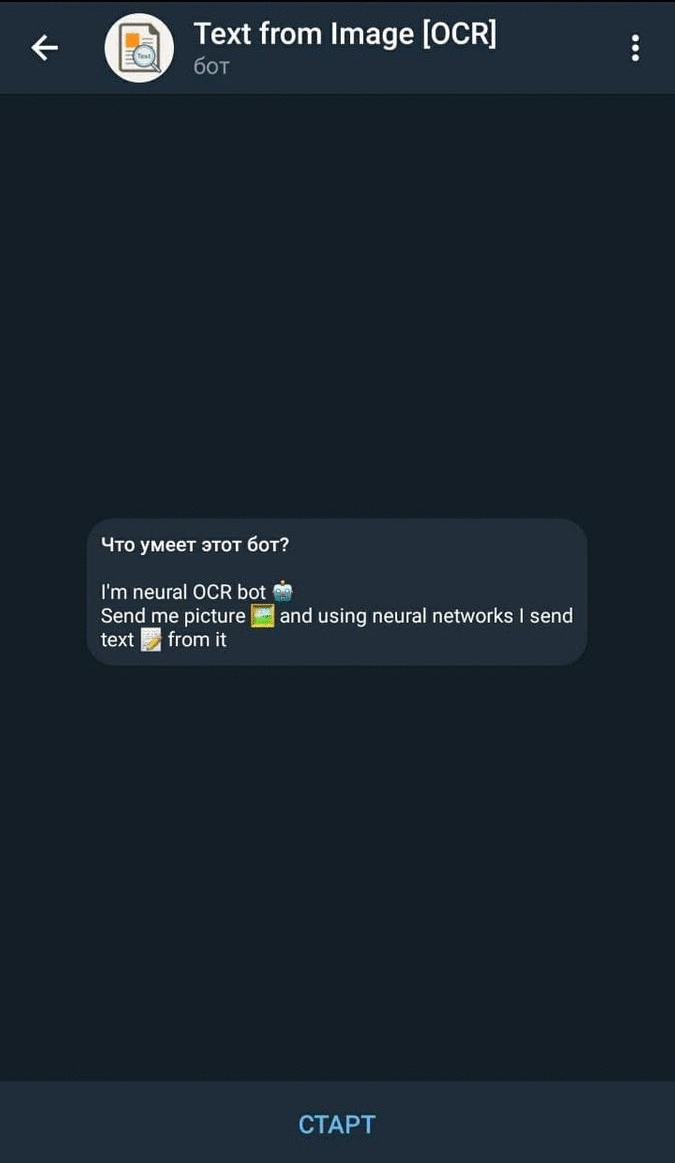 Text from Image [OCR]
бот
Что умеет этот бот?
I'm neural OCR bot 🤖
Send me picture 🖼️ and using neural networks I send
text 📝 from it
СТАРТ